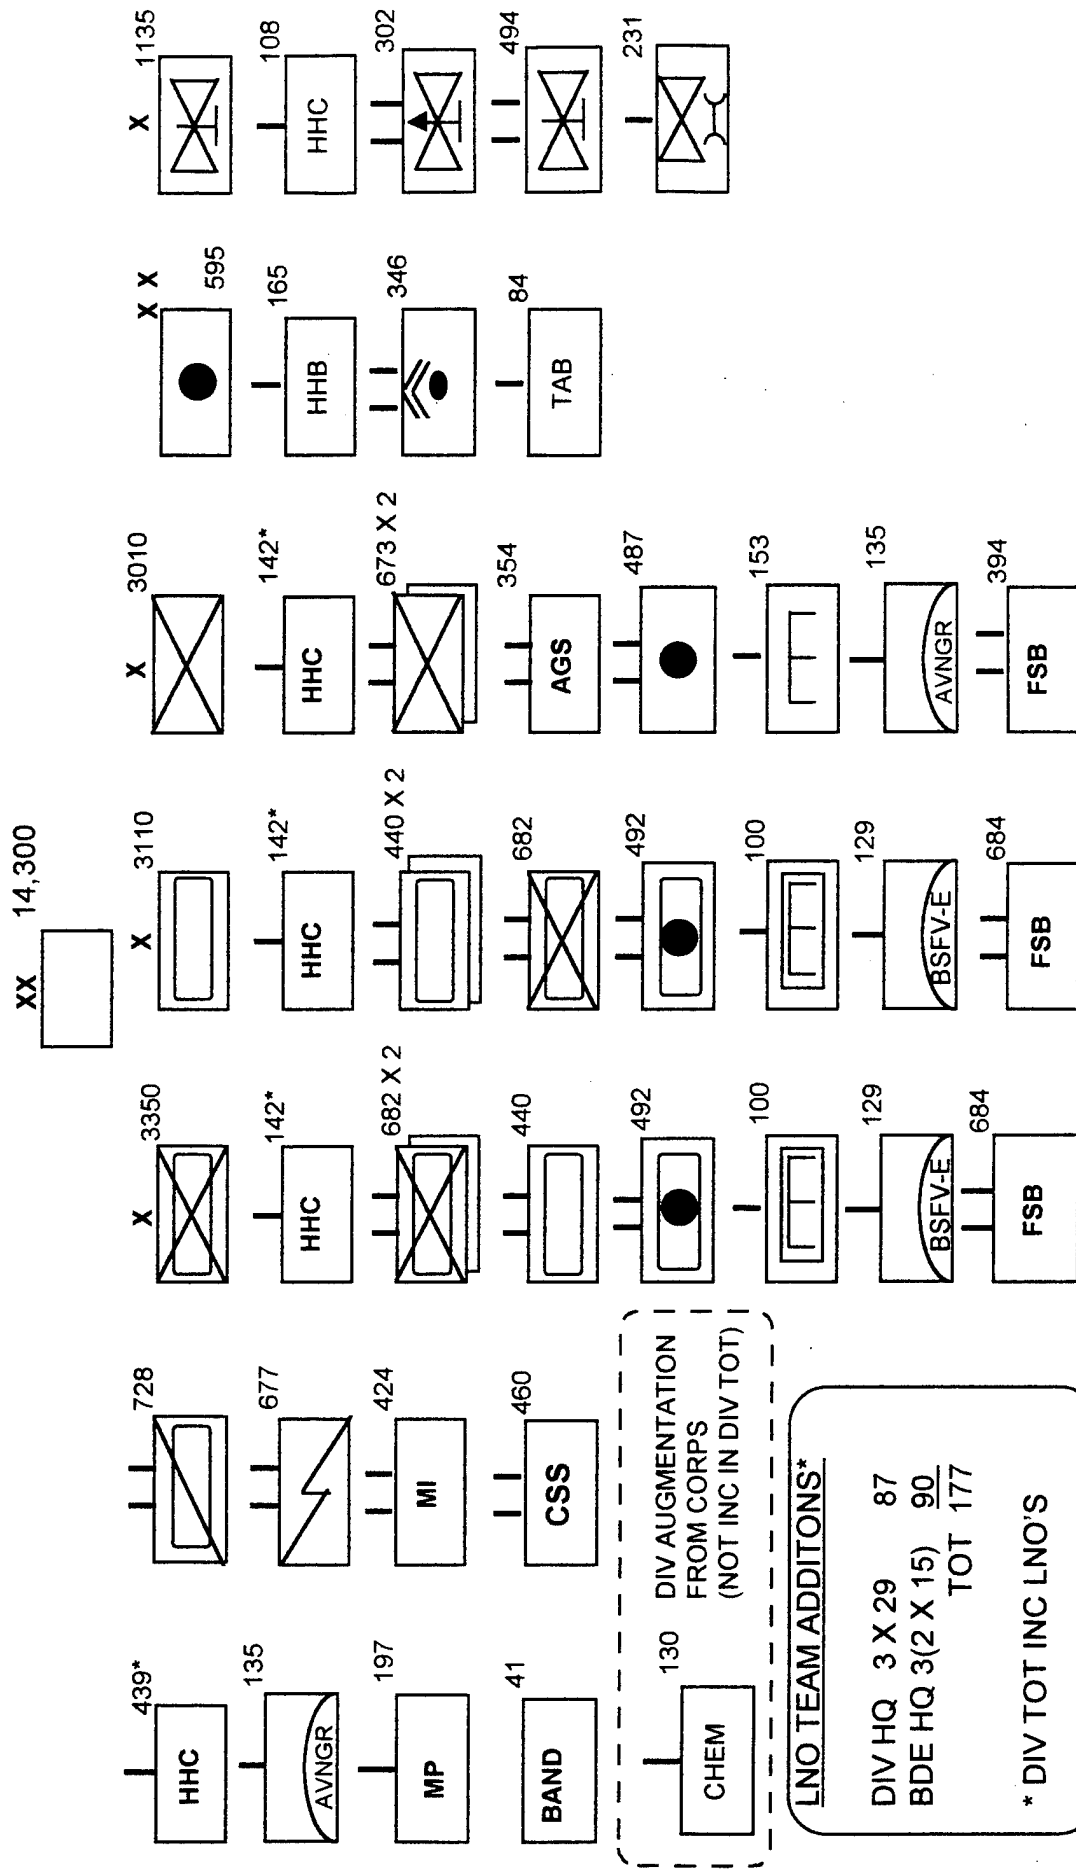 XX 14,300
439*
HHC
135
AVNGR
197
MP
41
BAND
728
677
424
MI
460
CSS
130
CHEM
DIV AUGMENTATION
FROM CORPS
(NOT INC IN DIV TOT)
LNO TEAM ADDITONS*
DIV HQ 3 X 29 87
BDE HQ 3(2 X 15) 90
TOT 177
* DIV TOT INC LNO'S
X 3350
142*
HHC
682 X 2
440
492
100
129
BSFV-E
684
FSB
X 3110
142*
HHC
440 X 2
682
492
100
129
BSFV-E
684
FSB
X 3010
142*
HHC
673 X 2
354
AGS
487
153
135
AVNGR
394
FSB
X X
595
165
HHB
346
84
TAB
X 1135
108
HHC
302
494
231